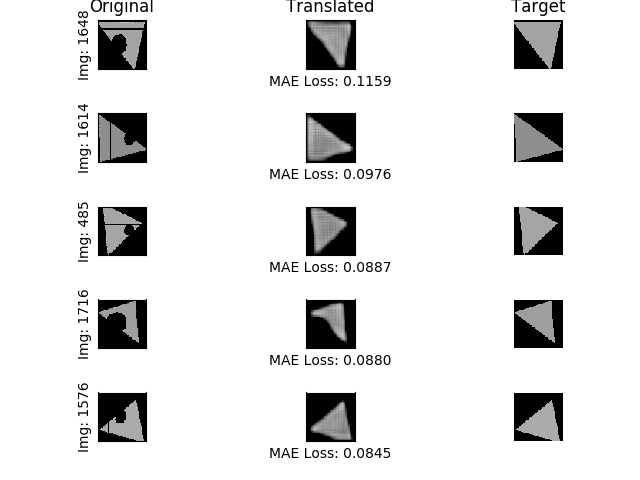 Original Translated Target
Img: 1648
MAE Loss: 0.1159
Img: 1614
MAE Loss: 0.0976
Img: 485
MAE Loss: 0.0887
Img: 1716
MAE Loss: 0.0880
Img: 1576
MAE Loss: 0.0845